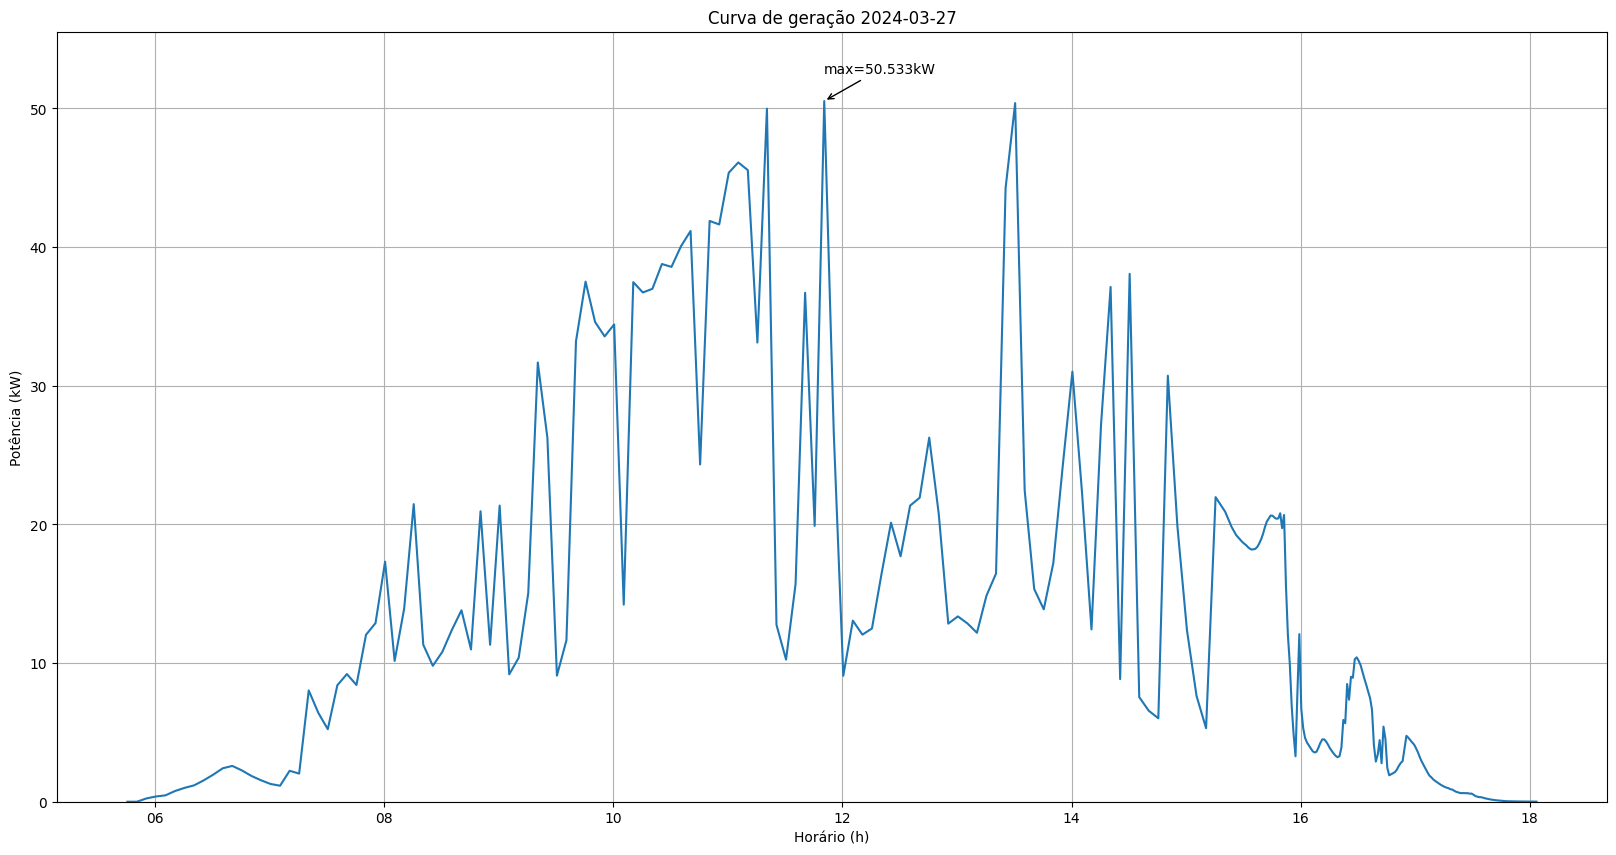 Curva de geração 2024-03-27
max=50.533kW
Potência (kW)
50
40
30
20
10
0
06 08 10 12 14 16 18
Horário (h)